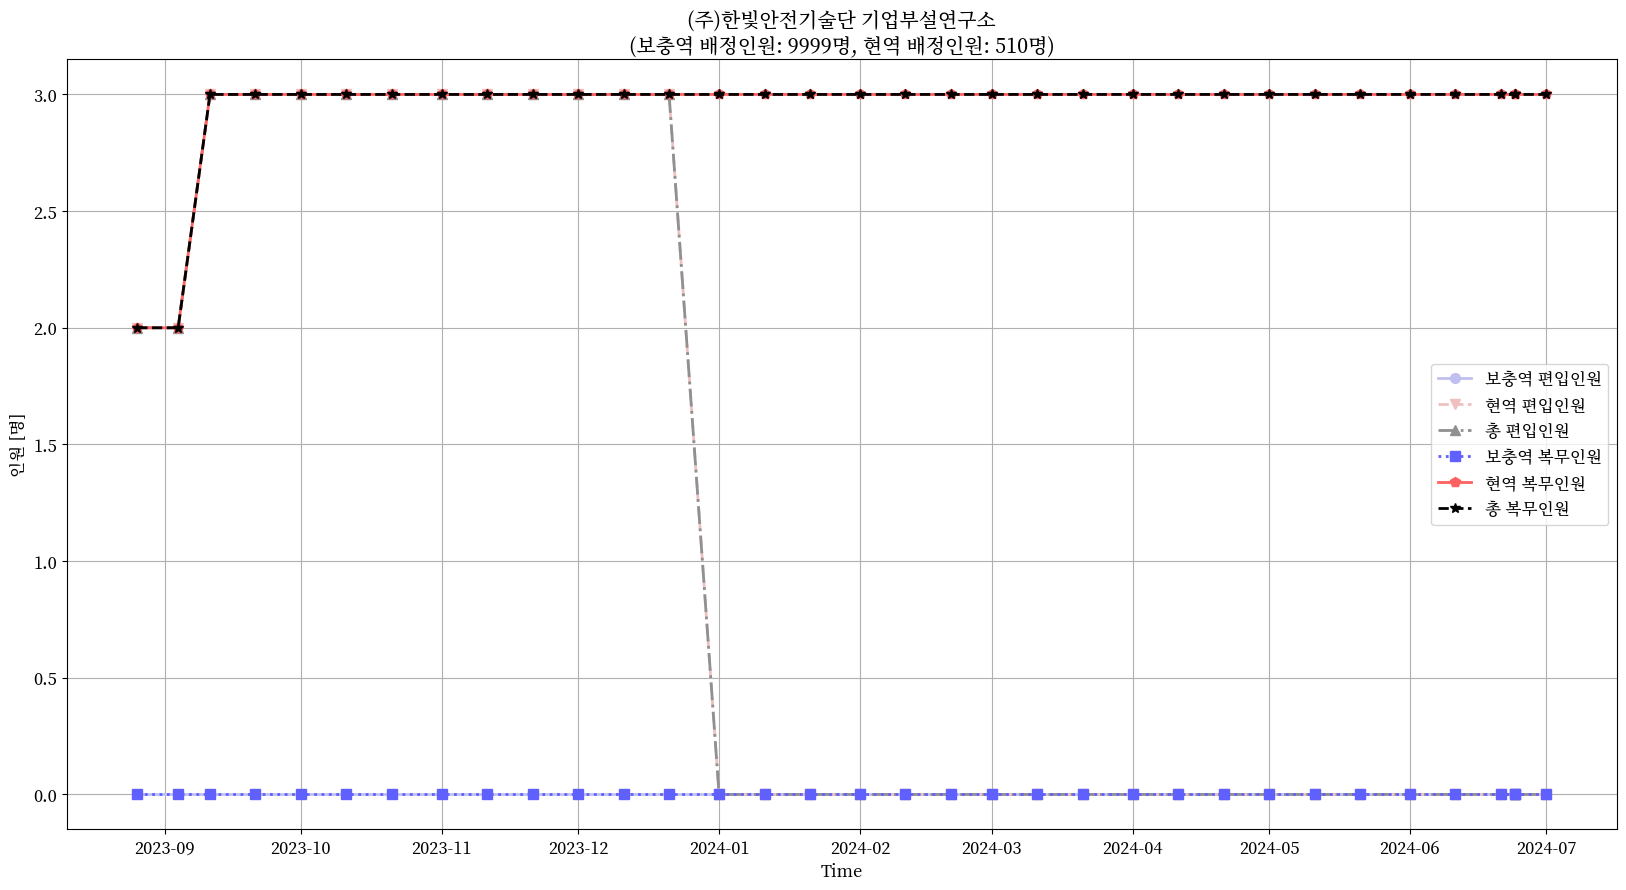 (주)한빛안전기술단 기업부설연구소
(보충역 배정인원: 9999명, 현역 배정인원: 510명)
3.0
2.5
2.0
1.5
1.0
0.5
0.0
인원 [명]
보충역 편입인원
현역 편입인원
총 편입인원
보충역 복무인원
현역 복무인원
총 복무인원
2023-09 2023-10 2023-11 2023-12 2024-01 2024-02 2024-03 2024-04 2024-05 2024-06 2024-07
Time